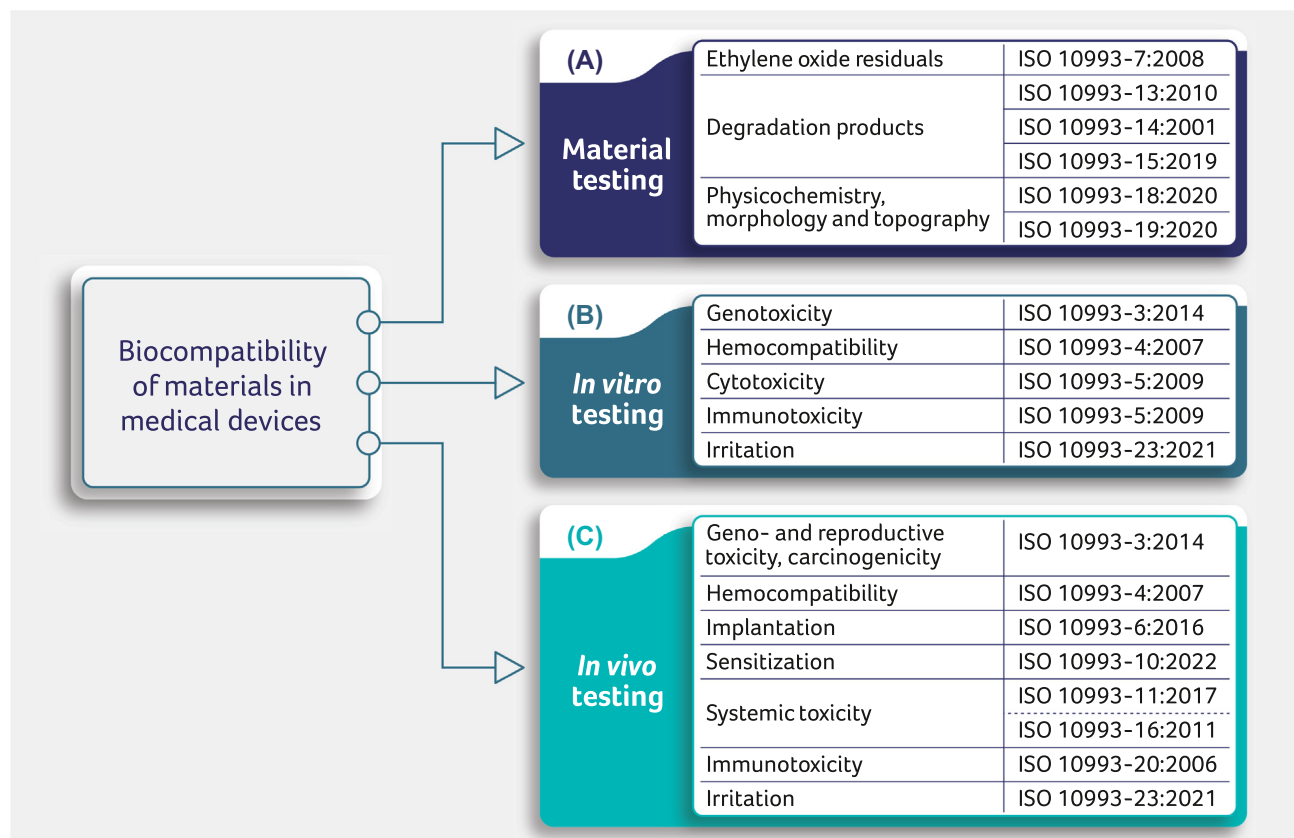 Biocompatibility
of materials in
medical devices
(A)
Material
testing
Ethylene oxide residuals ISO 10993-7:2008
Degradation products
ISO 10993-13:2010
ISO 10993-14:2001
ISO 10993-15:2019
Physicochemistry,
morphology and topography
ISO 10993-18:2020
ISO 10993-19:2020
(B)
In vitro
testing
Genotoxicity ISO 10993-3:2014
Hemocompatibility ISO 10993-4:2007
Cytotoxicity ISO 10993-5:2009
Immunotoxicity ISO 10993-5:2009
Irritation ISO 10993-23:2021
(C)
In vivo
testing
Geno- and reproductive
toxicity, carcinogenicity
ISO 10993-3:2014
Hemocompatibility ISO 10993-4:2007
Implantation ISO 10993-6:2016
Sensitization ISO 10993-10:2022
Systemic toxicity
ISO 10993-11:2017
ISO 10993-16:2011
Immunotoxicity ISO 10993-20:2006
Irritation ISO 10993-23:2021